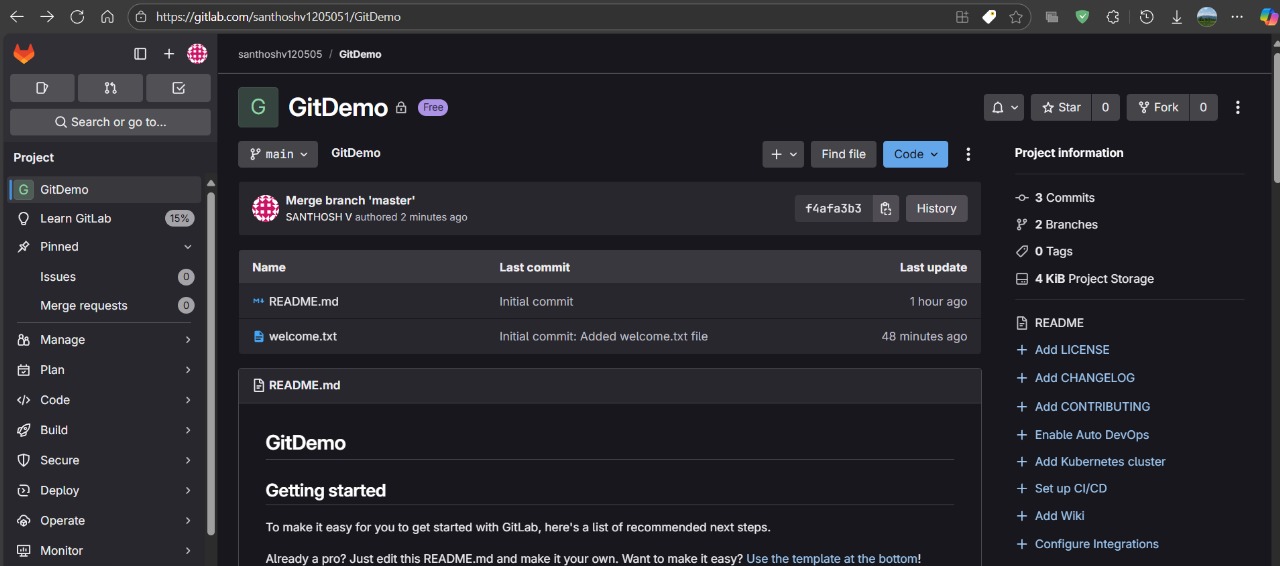 https://gitlab.com/santhoshv1205051/GitDemo
santhoshv120505 / GitDemo
Search or go to...
Project
G GitDemo
Learn GitLab 15%
Pinned
Issues 0
Merge requests 0
Manage
Plan
Code
Build
Secure
Deploy
Operate
Monitor
G GitDemo Free
Star 0 Fork 0
main GitDemo
Find file Code
Merge branch 'master'
SANTHOSH V authored 2 minutes ago
f4afa3b3 History
Name Last commit Last update
README.md Initial commit 1 hour ago
welcome.txt Initial commit: Added welcome.txt file 48 minutes ago
README.md
GitDemo
Getting started
To make it easy for you to get started with GitLab, here's a list of recommended next steps.
Already a pro? Just edit this README.md and make it your own. Want to make it easy? Use the template at the bottom!
Project information
3 Commits
2 Branches
0 Tags
4 KiB Project Storage
README
+ Add LICENSE
+ Add CHANGELOG
+ Add CONTRIBUTING
+ Enable Auto DevOps
+ Add Kubernetes cluster
+ Set up CI/CD
+ Add Wiki
+ Configure Integrations